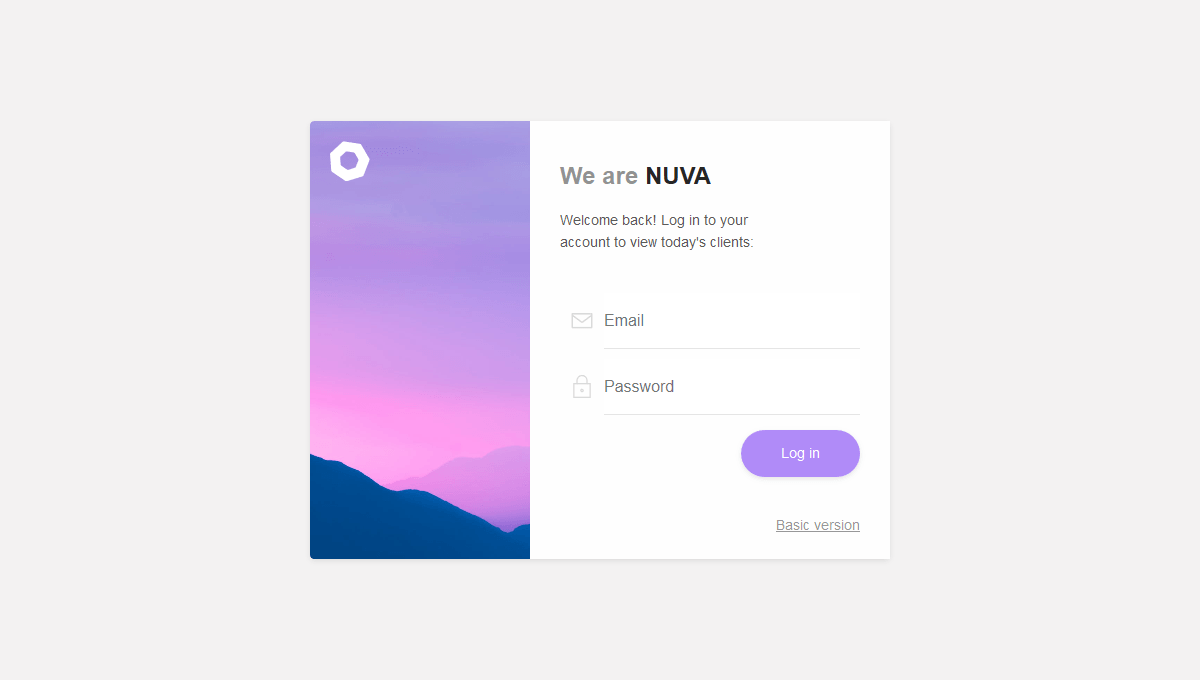 We are NUVA
Welcome back! Log in to your
account to view today's clients:
Email
Password
Log in
Basic version